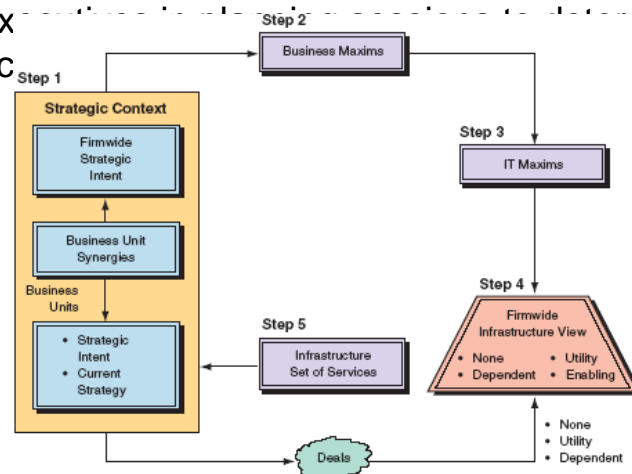 Step 2
Business Maxims
Step 1
Strategic Context
Firmwide
Strategic
Intent
Step 3
IT Maxims
Business Unit
Synergies
Business
Units
Step 4
Firmwide
Infrastructure View
• None
• Utility
• Dependent
• Enabling
• Strategic
Intent
• Current
Strategy
Step 5
Infrastructure
Set of Services
Deals
• None
• Utility
• Dependent